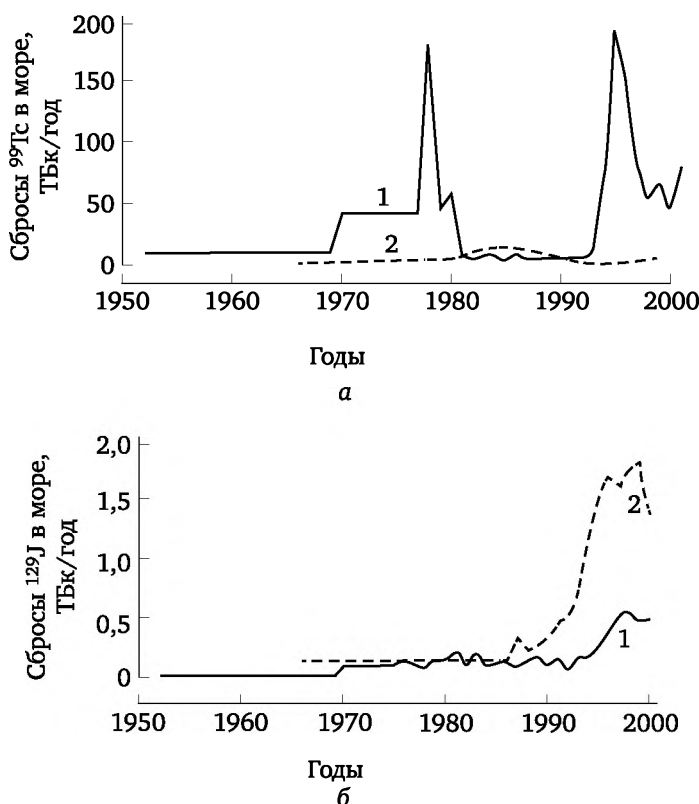 Сбросы ⁹⁹Tc в море,
ТБк/год
200
150
100
50
0
1
2
1950 1960 1970 1980 1990 2000
Годы
а
Сбросы ¹²⁹J в море,
ТБк/год
2,0
1,5
1,0
0,5
0
2
1
1950 1960 1970 1980 1990 2000
Годы
б